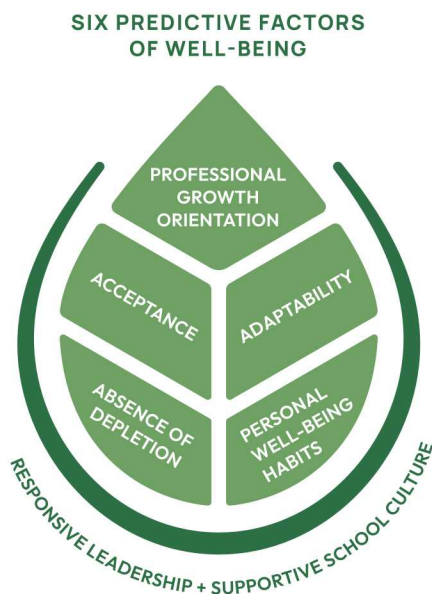 SIX PREDICTIVE FACTORS
OF WELL-BEING
PROFESSIONAL
GROWTH
ORIENTATION
ACCEPTANCE
ADAPTABILITY
ABSENCE OF
DEPLETION
PERSONAL
WELL-BEING
HABITS
RESPONSIVE LEADERSHIP + SUPPORTIVE SCHOOL CULTURE